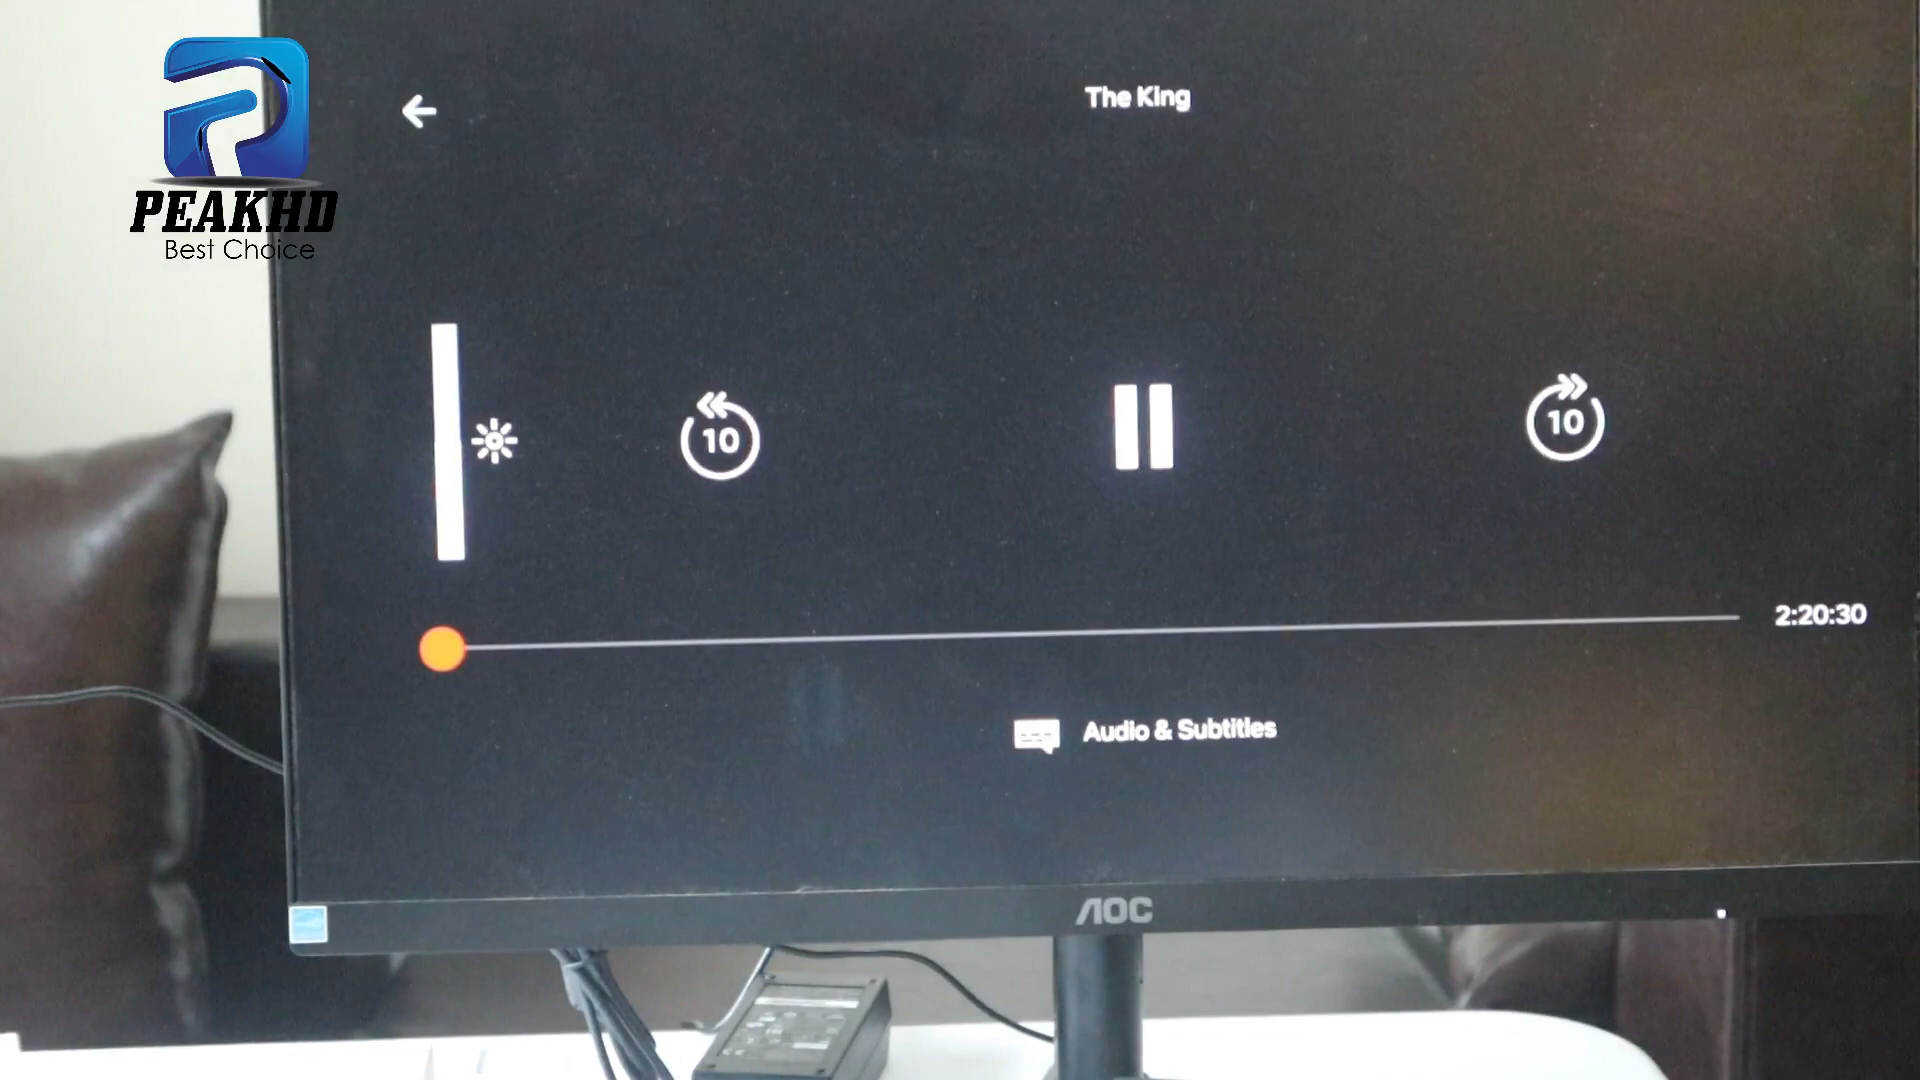 PEAKHD
Best Choice
The King
10
10
2:20:30
Audio & Subtitles
AOC